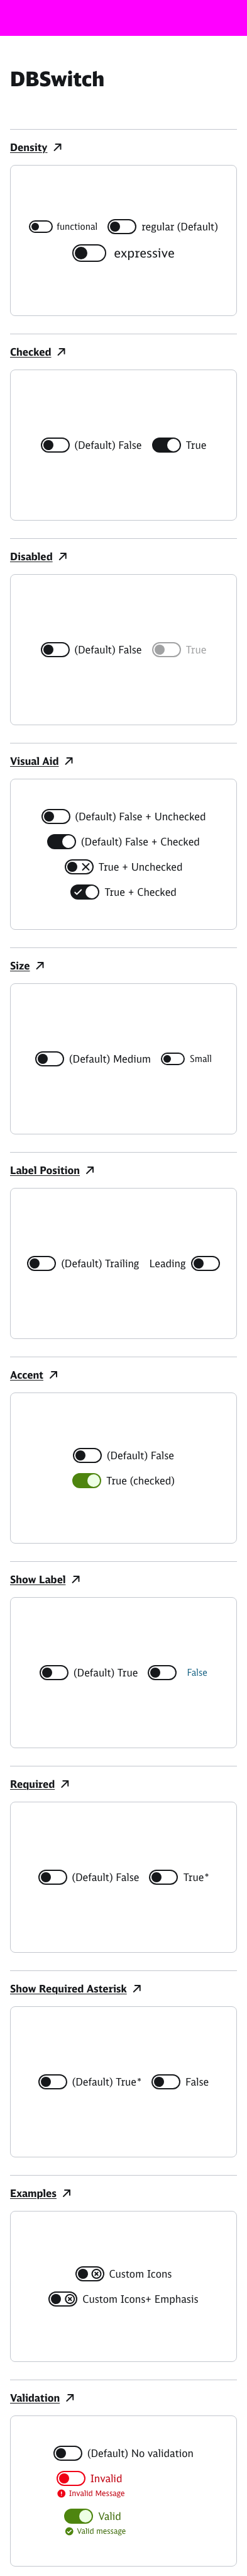 DBSwitch
Density
functional regular (Default)
expressive
Checked
(Default) False True
Disabled
(Default) False True
Visual Aid
(Default) False + Unchecked
(Default) False + Checked
True + Unchecked
True + Checked
Size
(Default) Medium Small
Label Position
(Default) Trailing Leading
Accent
(Default) False
True (checked)
Show Label
(Default) True False
Required
(Default) False True*
Show Required Asterisk
(Default) True* False
Examples
Custom Icons
Custom Icons+ Emphasis
Validation
(Default) No validation
Invalid
Invalid Message
Valid
Valid message